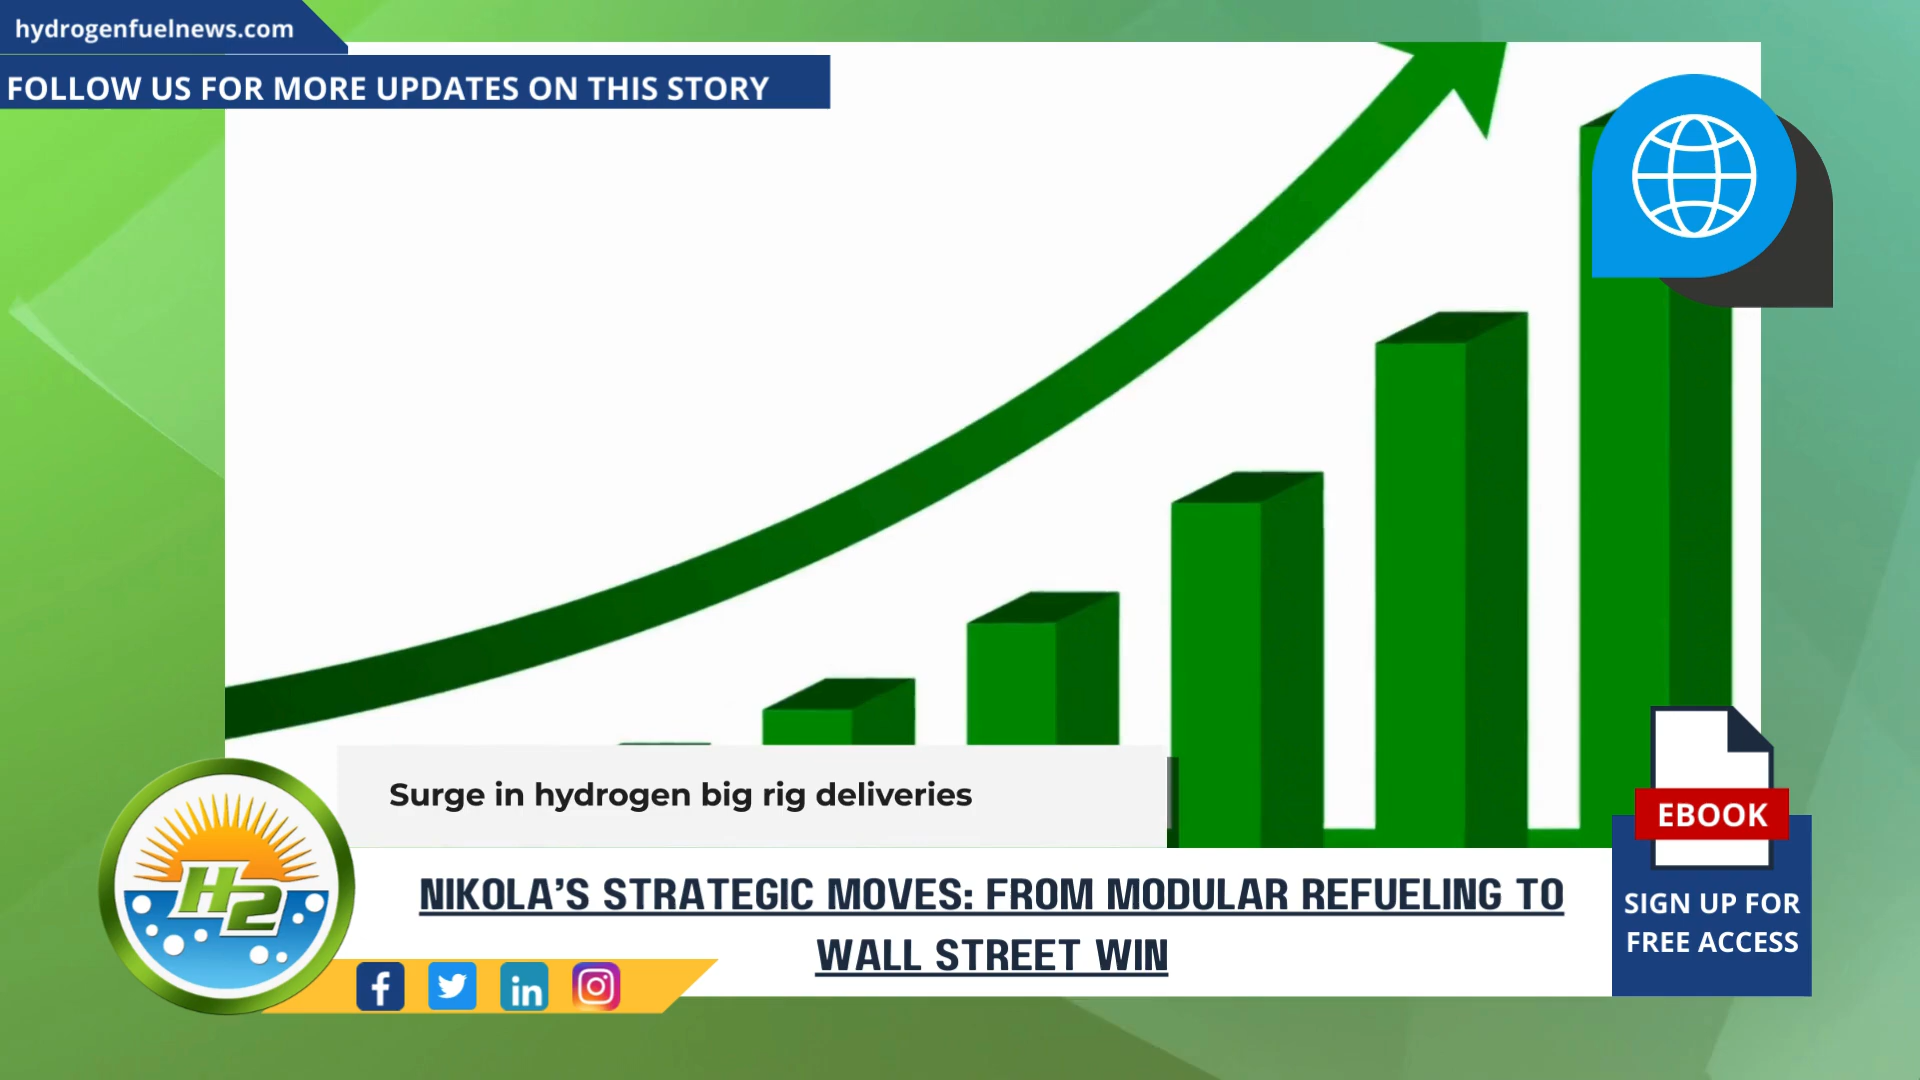 hydrogenfuelnews.com
FOLLOW US FOR MORE UPDATES ON THIS STORY
Surge in hydrogen big rig deliveries
NIKOLA'S STRATEGIC MOVES: FROM MODULAR REFUELING TO
WALL STREET WIN
H2
f
in
EBOOK
SIGN UP FOR
FREE ACCESS